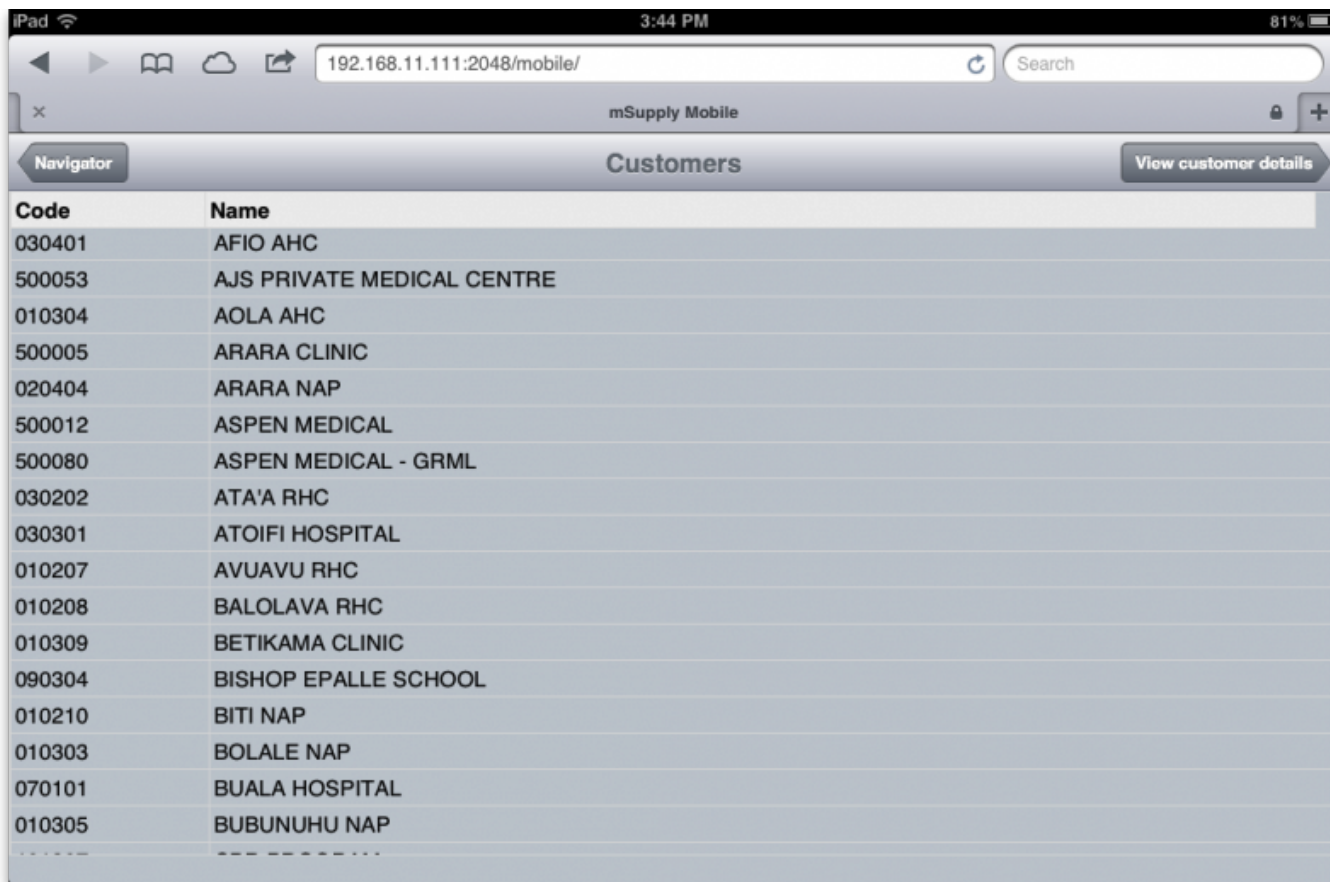 iPad 3:44 PM 81%
192.168.11.111:2048/mobile/ Search
mSupply Mobile
Navigator Customers View customer details
Code Name
030401 AFIO AHC
500053 AJS PRIVATE MEDICAL CENTRE
010304 AOLA AHC
500005 ARARA CLINIC
020404 ARARA NAP
500012 ASPEN MEDICAL
500080 ASPEN MEDICAL - GRML
030202 ATA'A RHC
030301 ATOIFI HOSPITAL
010207 AVUAVU RHC
010208 BALOLAVA RHC
010309 BETIKAMA CLINIC
090304 BISHOP EPALLE SCHOOL
010210 BITI NAP
010303 BOLALE NAP
070101 BUALA HOSPITAL
010305 BUBUNUHU NAP